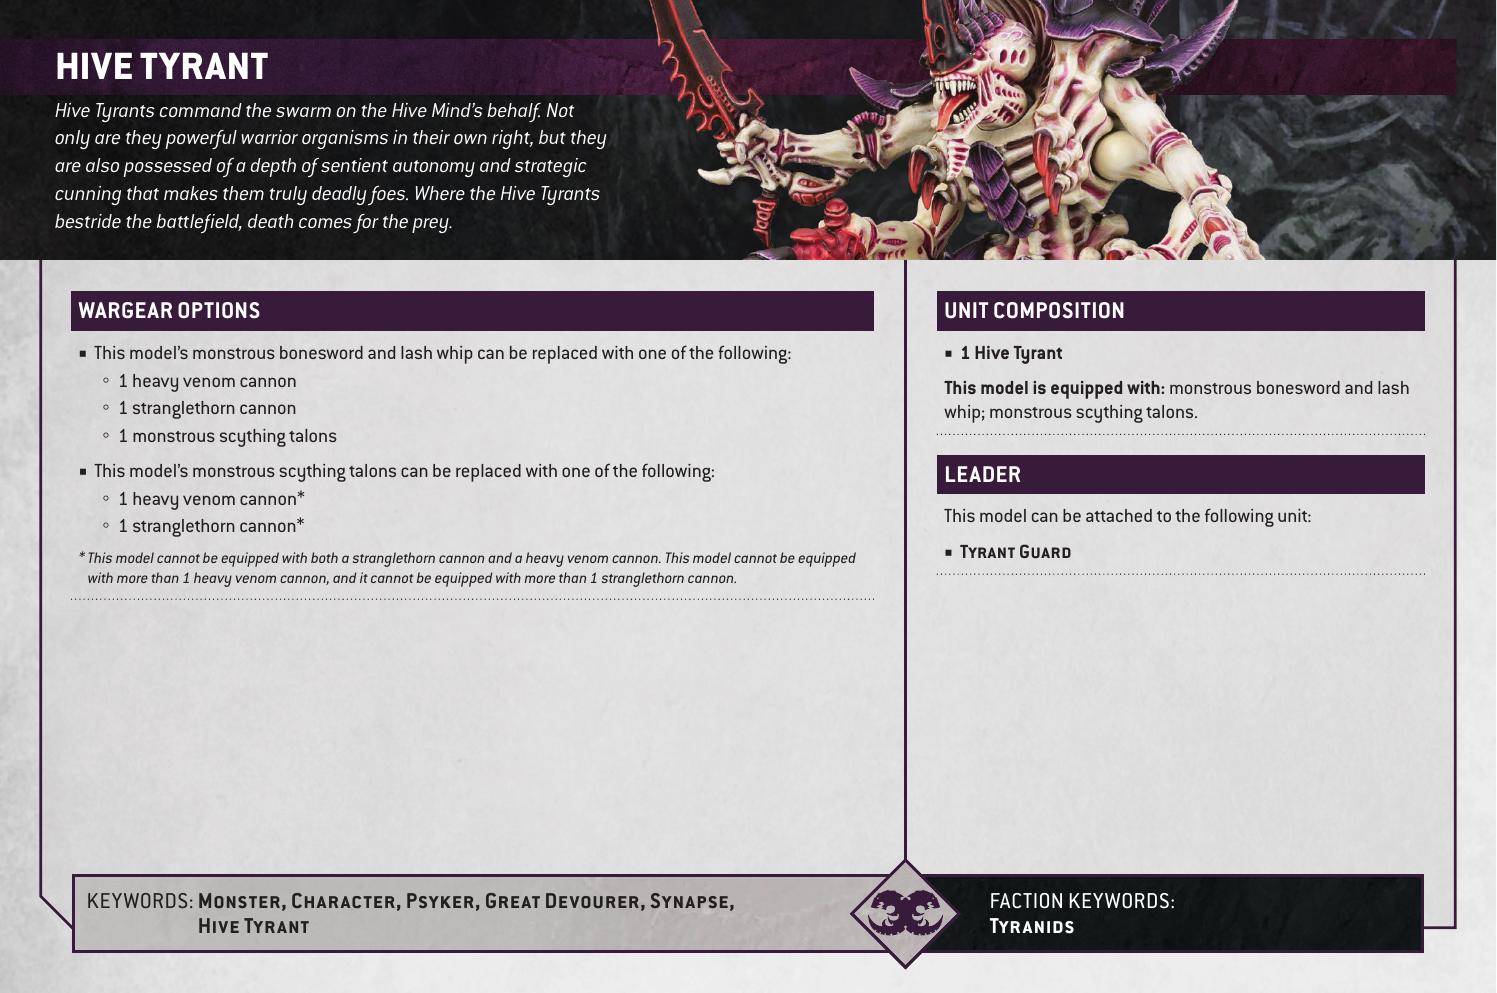 HIVE TYRANT
Hive Tyrants command the swarm on the Hive Mind’s behalf. Not
only are they powerful warrior organisms in their own right, but they
are also possessed of a depth of sentient autonomy and strategic
cunning that makes them truly deadly foes. Where the Hive Tyrants
bestride the battlefield, death comes for the prey.
WARGEAR OPTIONS
■ This model’s monstrous bonesword and lash whip can be replaced with one of the following:
◦ 1 heavy venom cannon
◦ 1 stranglethorn cannon
◦ 1 monstrous scything talons
■ This model’s monstrous scything talons can be replaced with one of the following:
◦ 1 heavy venom cannon*
◦ 1 stranglethorn cannon*
* This model cannot be equipped with both a stranglethorn cannon and a heavy venom cannon. This model cannot be equipped
with more than 1 heavy venom cannon, and it cannot be equipped with more than 1 stranglethorn cannon.
UNIT COMPOSITION
■ 1 Hive Tyrant
This model is equipped with: monstrous bonesword and lash
whip; monstrous scything talons.
LEADER
This model can be attached to the following unit:
■ Tyrant Guard
KEYWORDS: Monster, Character, Psyker, Great Devourer, Synapse,
Hive Tyrant
FACTION KEYWORDS:
Tyranids